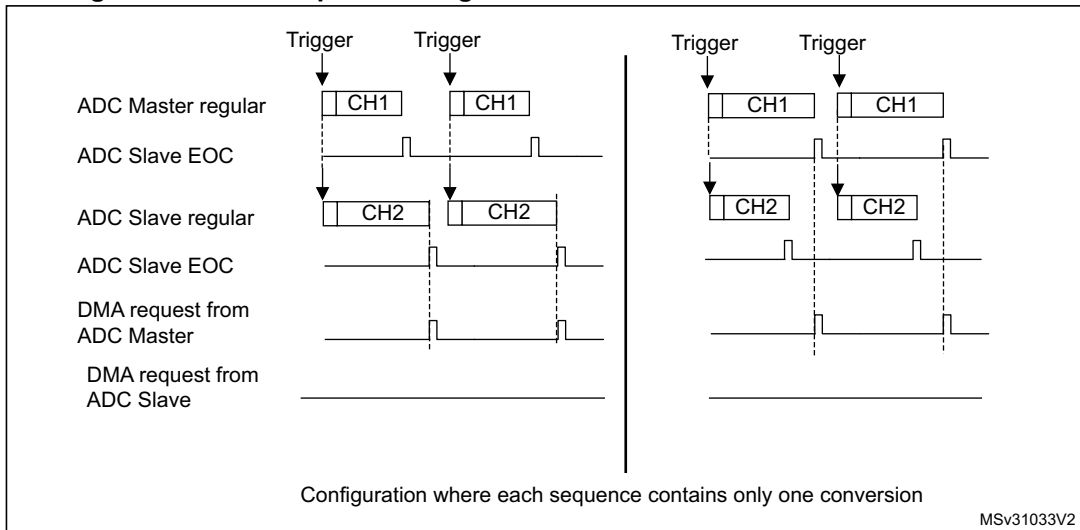 Trigger Trigger Trigger Trigger
ADC Master regular CH1 CH1 CH1 CH1
ADC Slave EOC
ADC Slave regular CH2 CH2 CH2 CH2
ADC Slave EOC
DMA request from
ADC Master
DMA request from
ADC Slave
Configuration where each sequence contains only one conversion
MSv31033V2